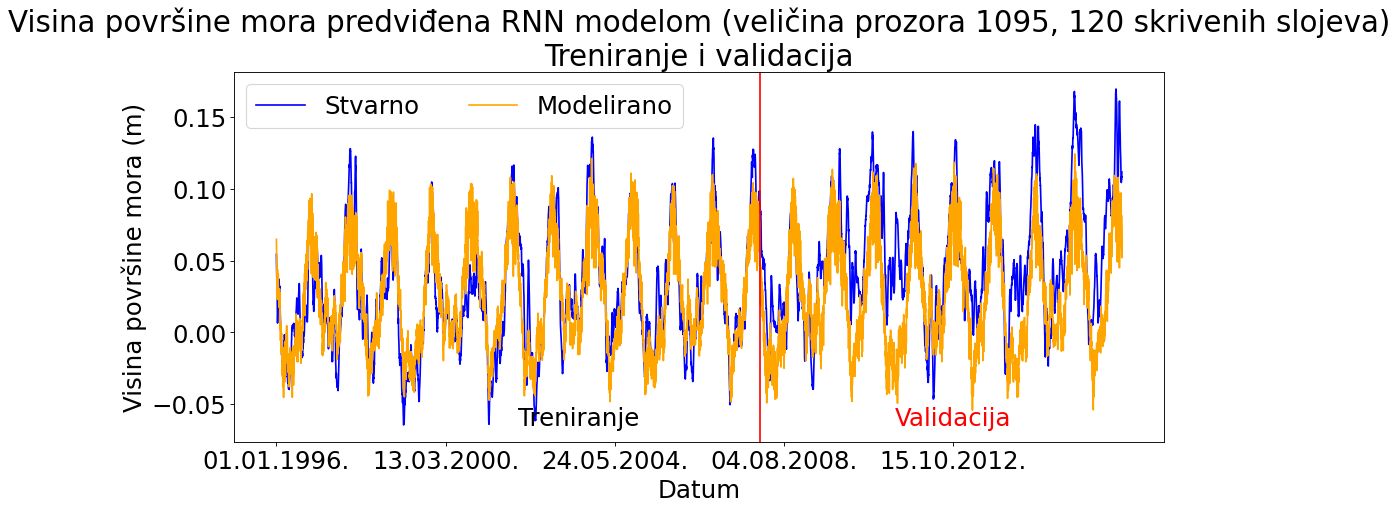 Visina površine mora predviđena RNN modelom (veličina prozora 1095, 120 skrivenih slojeva)
Treniranje i validacija
Stvarno
Modelirano
Visina površine mora (m)
0.15
0.10
0.05
0.00
−0.05
Treniranje
Validacija
01.01.1996.
13.03.2000.
24.05.2004.
04.08.2008.
15.10.2012.
Datum